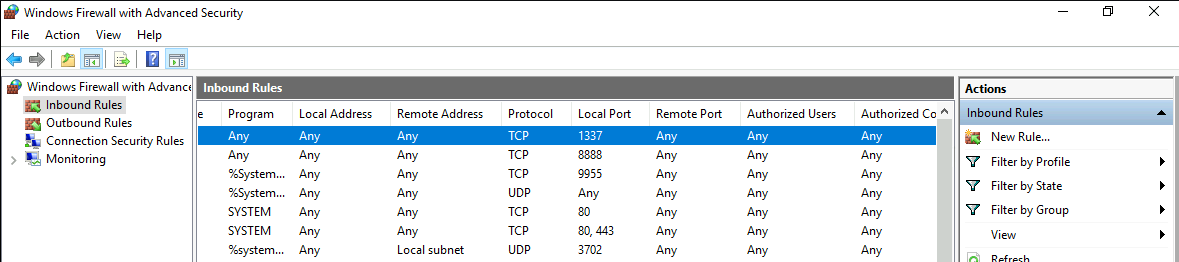 Windows Firewall with Advanced Security
File Action View Help
Windows Firewall with Advance
Inbound Rules
Outbound Rules
Connection Security Rules
Monitoring
Inbound Rules
e Program Local Address Remote Address Protocol Local Port Remote Port Authorized Users Authorized Co
Any Any Any TCP 1337 Any Any Any
Any Any Any TCP 8888 Any Any Any
%System... Any Any TCP 9955 Any Any Any
%System... Any Any UDP Any Any Any Any
SYSTEM Any Any TCP 80 Any Any Any
SYSTEM Any Any TCP 80, 443 Any Any Any
%system... Any Local subnet UDP 3702 Any Any Any
Actions
Inbound Rules
New Rule...
Filter by Profile
Filter by State
Filter by Group
View
Refresh